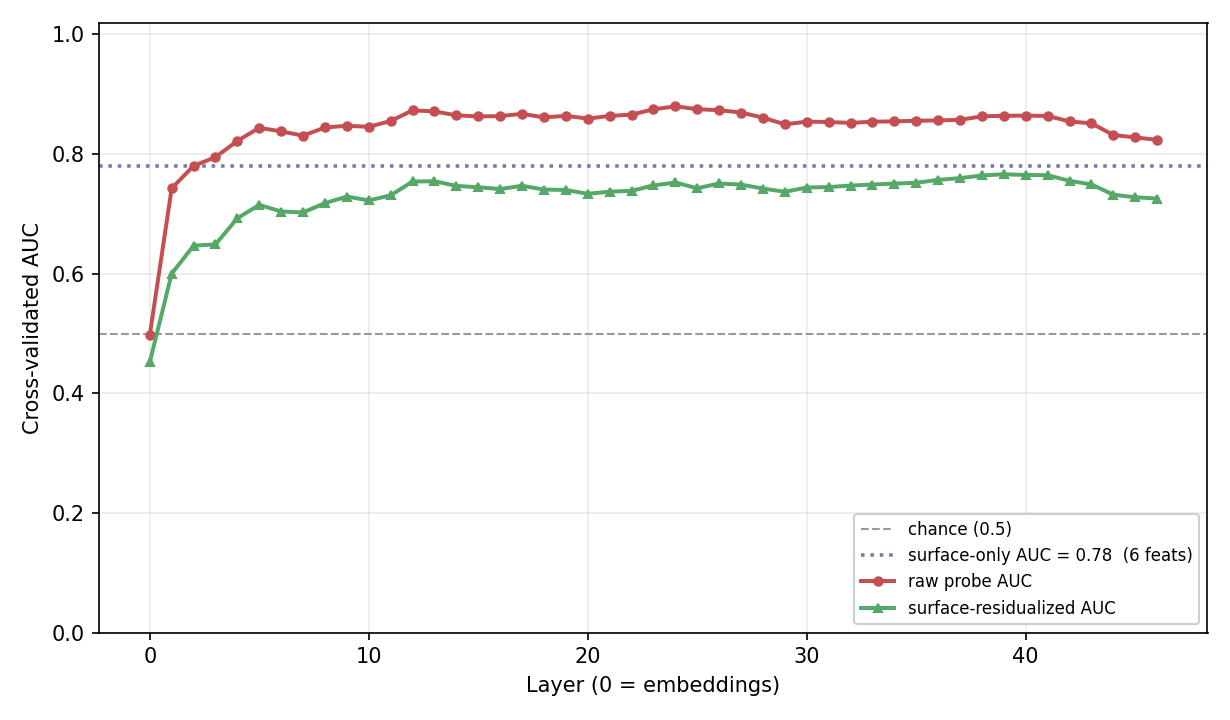 1.0
0.8
0.6
0.4
0.2
0.0
Cross-validated AUC
chance (0.5)
surface-only AUC = 0.78 (6 feats)
raw probe AUC
surface-residualized AUC
0 10 20 30 40
Layer (0 = embeddings)